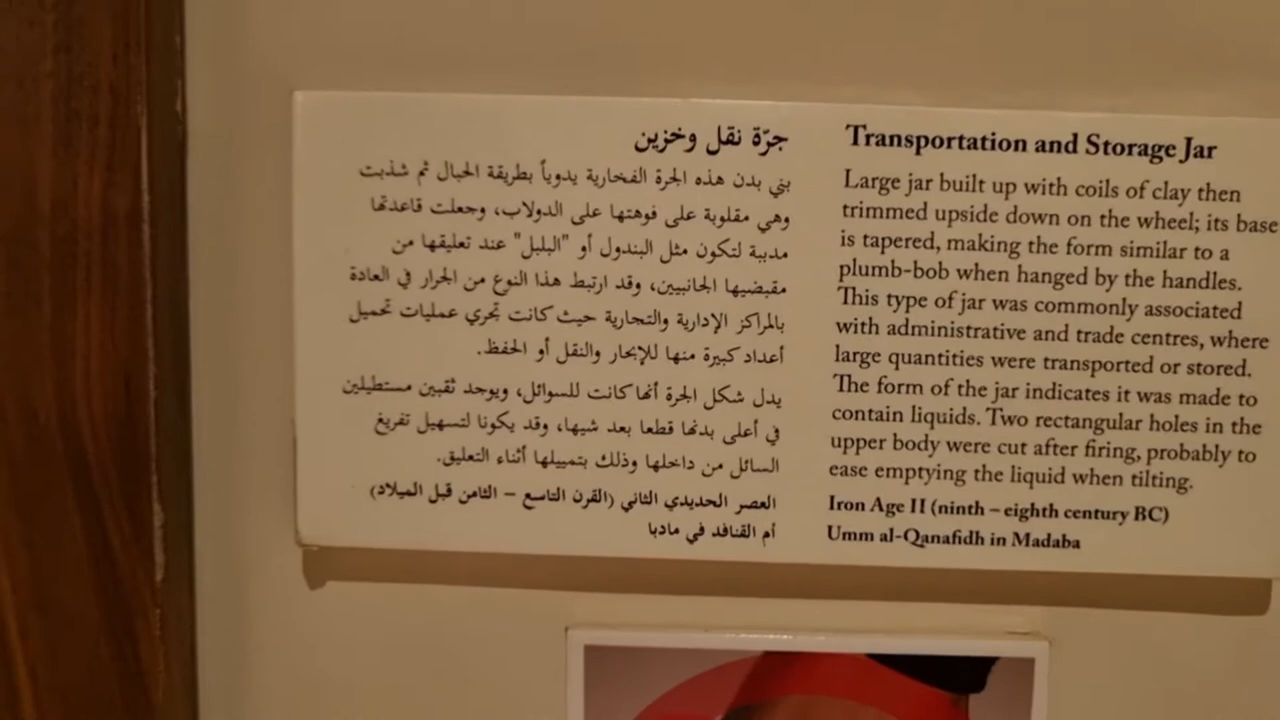 جرّة نقل وخزين
بني بدن هذه الجرة الفخارية يدوياً بطريقة الحبال ثم شذبت
وهي مقلوبة على فوهتها على الدولاب، وجعلت قاعدتها
مدببة لتكون مثل البندول أو "البلبل" عند تعليقها من
مقبضيها الجانبيين، وقد ارتبط هذا النوع من الجرار في العادة
بالمراكز الإدارية والتجارية حيث كانت تجري عمليات تحميل
أعداد كبيرة منها للإبحار والنقل أو الحفظ.
يدل شكل الجرة أنها كانت للسوائل، ويوجد ثقبين مستطيلين
في أعلى بدنها قطعا بعد شيها، وقد يكونا لتسهيل تفريغ
السائل من داخلها وذلك بتمييلها أثناء التعليق.
العصر الحديدي الثاني (القرن التاسع – الثامن قبل الميلاد)
أم القنافد في مادبا
Transportation and Storage Jar
Large jar built up with coils of clay then
trimmed upside down on the wheel; its base
is tapered, making the form similar to a
plumb-bob when hanged by the handles.
This type of jar was commonly associated
with administrative and trade centres, where
large quantities were transported or stored.
The form of the jar indicates it was made to
contain liquids. Two rectangular holes in the
upper body were cut after firing, probably to
ease emptying the liquid when tilting.
Iron Age II (ninth – eighth century BC)
Umm al-Qanafidh in Madaba